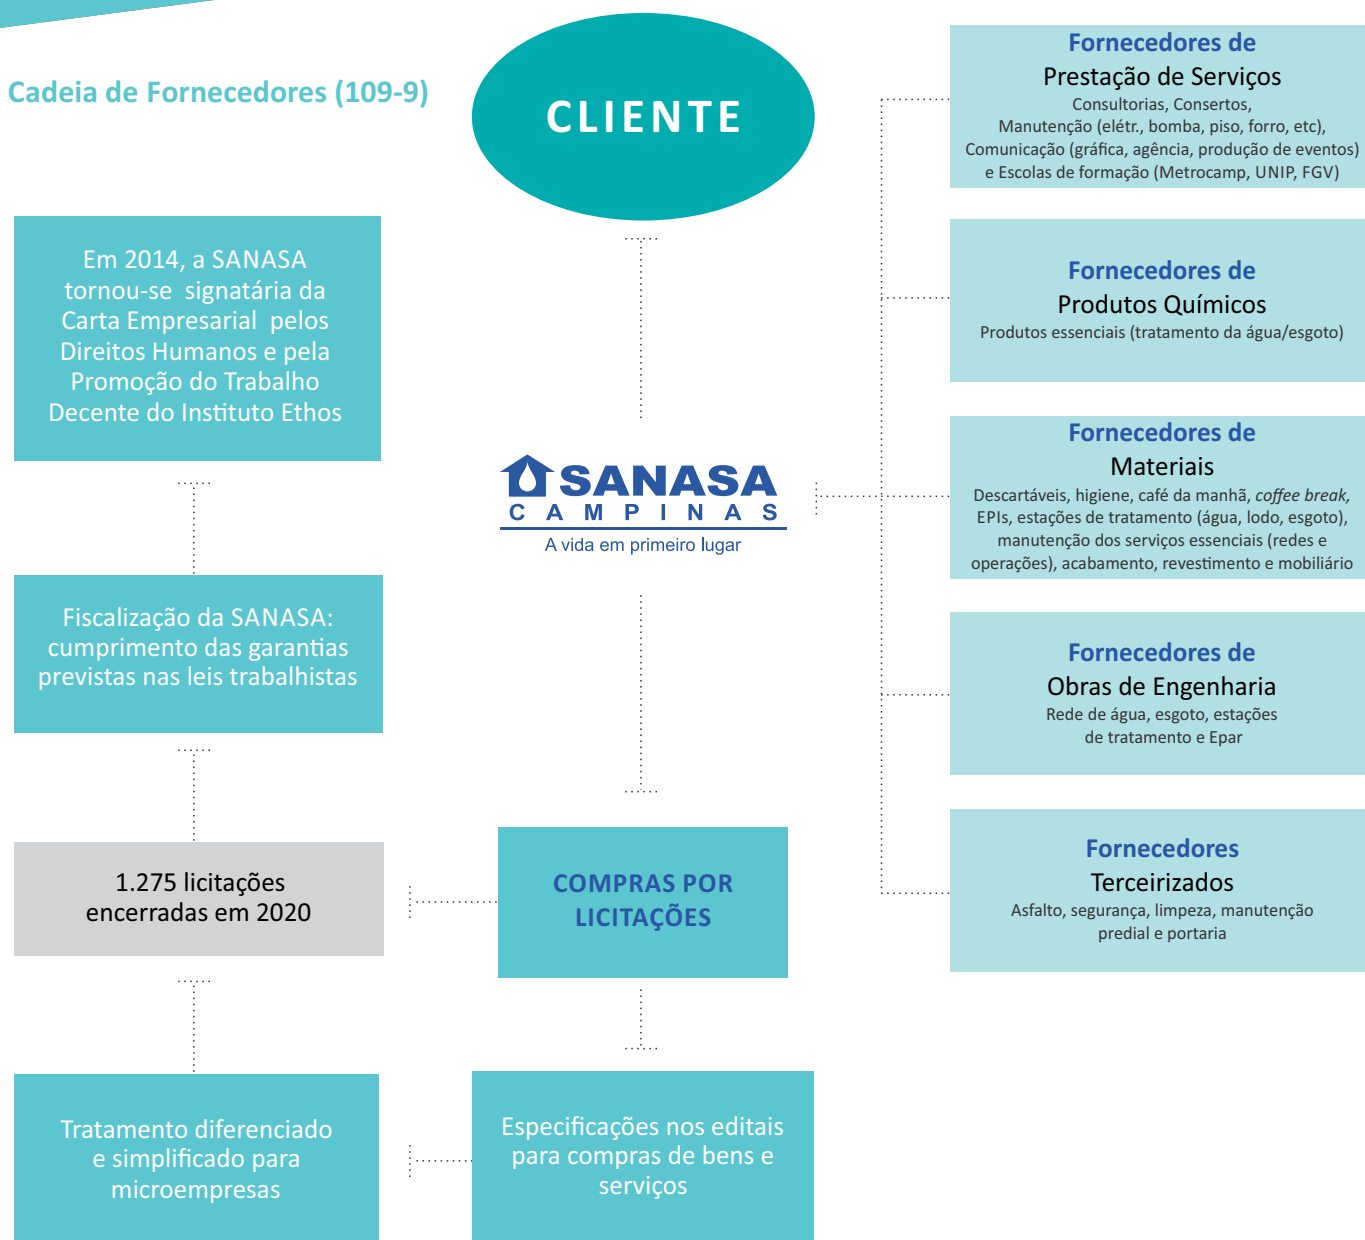 Cadeia de Fornecedores (109-9)
CLIENTE
Em 2014, a SANASA
tornou-se signatária da
Carta Empresarial pelos
Direitos Humanos e pela
Promoção do Trabalho
Decente do Instituto Ethos
Fiscalização da SANASA:
cumprimento das garantias
previstas nas leis trabalhistas
1.275 licitações
encerradas em 2020
Tratamento diferenciado
e simplificado para
microempresas
SANASA
CAMPINAS
A vida em primeiro lugar
COMPRAS POR
LICITAÇÕES
Especificações nos editais
para compras de bens e
serviços
Fornecedores de
Prestação de Serviços
Consultorias, Consertos,
Manutenção (elétr., bomba, piso, forro, etc),
Comunicação (gráfica, agência, produção de eventos)
e Escolas de formação (Metrocamp, UNIP, FGV)
Fornecedores de
Produtos Químicos
Produtos essenciais (tratamento da água/esgoto)
Fornecedores de
Materiais
Descartáveis, higiene, café da manhã, coffee break,
EPIs, estações de tratamento (água, lodo, esgoto),
manutenção dos serviços essenciais (redes e
operações), acabamento, revestimento e mobiliário
Fornecedores de
Obras de Engenharia
Rede de água, esgoto, estações
de tratamento e Epar
Fornecedores
Terceirizados
Asfalto, segurança, limpeza, manutenção
predial e portaria